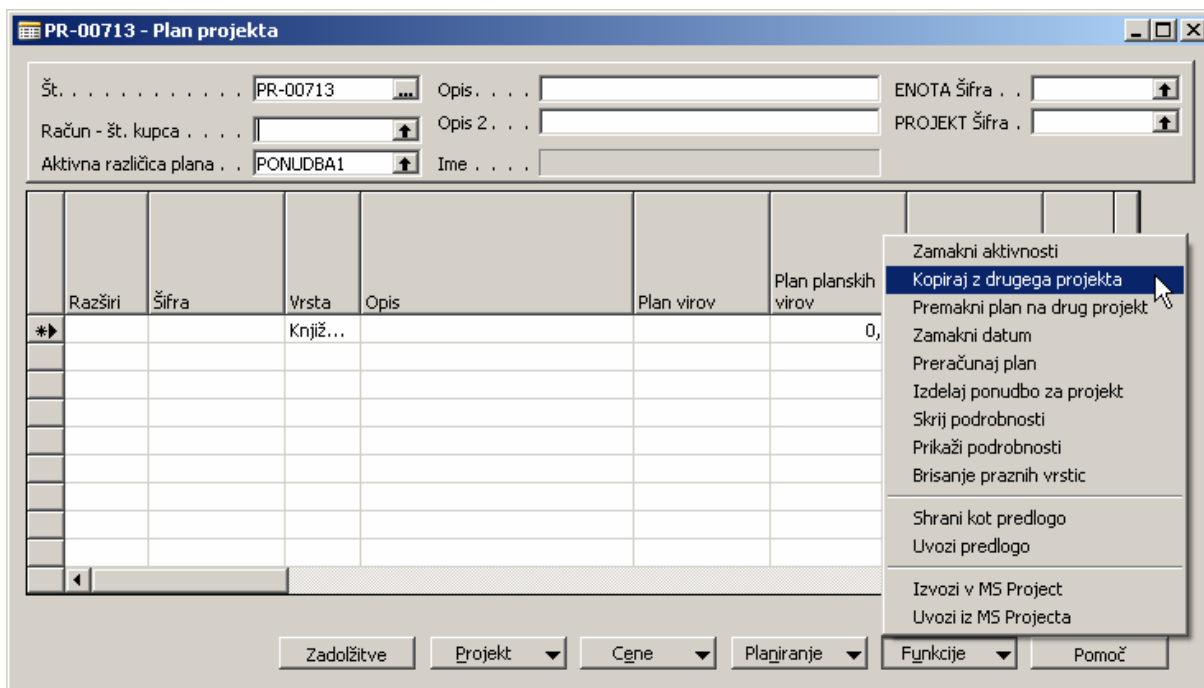 PR-00713 - Plan projekta
Št. . . . . . . . . . . . . PR-00713 ... Opis. . . . ENOTA Šifra . .
Račun - št. kupca . . . . Opis 2. . . PROJEKT Šifra .
Aktivna različica plana . . PONUDBA1 Ime . . . .
Razširi Šifra Vrsta Opis Plan virov Plan planskih
virov
Knjiž... 0,
Zamakni aktivnosti
Kopiraj z drugega projekta
Premakni plan na drug projekt
Zamakni datum
Preračunaj plan
Izdelaj ponudbo za projekt
Skrij podrobnosti
Prikaži podrobnosti
Brisanje praznih vrstic
Shrani kot predlogo
Uvozi predlogo
Izvozi v MS Project
Uvozi iz MS Projecta
Zadolžitve Projekt Cene Planiranje Funkcije Pomoč